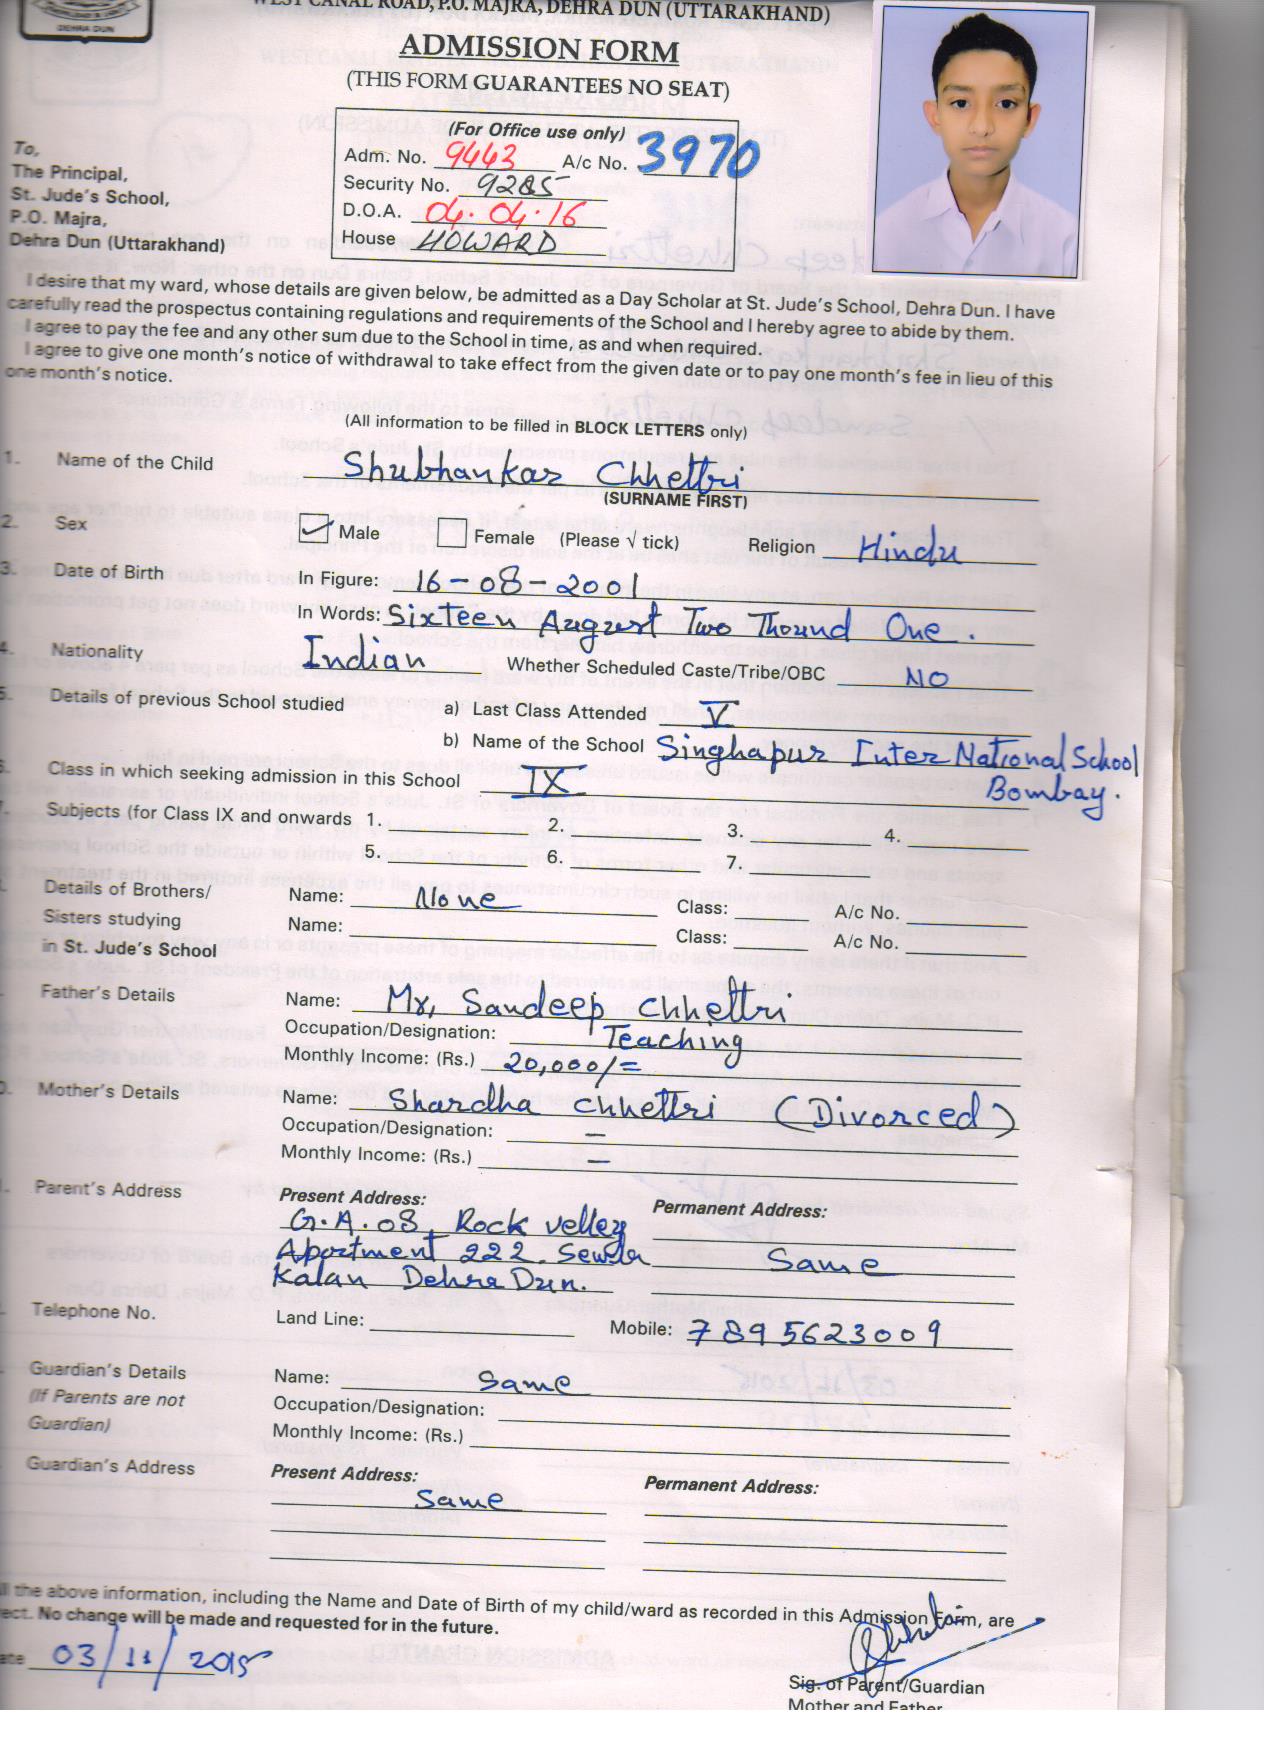 WEST CANAL ROAD, P.O. MAJRA, DEHRA DUN (UTTARAKHAND)
DEHRA DUN
ADMISSION FORM
(THIS FORM GUARANTEES NO SEAT)
(For Office use only)
Adm. No. 9443 A/c No. 3970
Security No. 9285
D.O.A. 04.04.16
House HOWARD
To,
The Principal,
St. Jude's School,
P.O. Majra,
Dehra Dun (Uttarakhand)
I desire that my ward, whose details are given below, be admitted as a Day Scholar at St. Jude's School, Dehra Dun. I have
carefully read the prospectus containing regulations and requirements of the School and I hereby agree to abide by them.
I agree to pay the fee and any other sum due to the School in time, as and when required.
I agree to give one month's notice of withdrawal to take effect from the given date or to pay one month's fee in lieu of this
one month's notice.
(All information to be filled in BLOCK LETTERS only)
1. Name of the Child Shubhankar Chhettri
(SURNAME FIRST)
2. Sex Male Female (Please √ tick) Religion Hindu
3. Date of Birth In Figure: 16-08-2001
In Words: Sixteen August Two Thound One.
4. Nationality Indian Whether Scheduled Caste/Tribe/OBC NO
5. Details of previous School studied a) Last Class Attended V
b) Name of the School Singhapur Inter National School
Bombay.
6. Class in which seeking admission in this School IX
7. Subjects (for Class IX and onwards 1. 2. 3. 4.
5. 6. 7.
Details of Brothers/ Name: None Class: A/c No.
Sisters studying Name: Class: A/c No.
in St. Jude's School
Father's Details Name: Mr, Sandeep Chhettri
Occupation/Designation: Teaching
Monthly Income: (Rs.) 20,000/=
Mother's Details Name: Shardha Chhettri (Divorced)
Occupation/Designation: –
Monthly Income: (Rs.) –
Parent's Address Present Address: Permanent Address:
G.A.08, Rock velley
Apartment 222. Sewla Same
Kalan Dehra Dun.
Telephone No. Land Line: Mobile: 7895623009
Guardian's Details Name: Same
(If Parents are not Occupation/Designation:
Guardian) Monthly Income: (Rs.)
Guardian's Address Present Address: Permanent Address:
Same
the above information, including the Name and Date of Birth of my child/ward as recorded in this Admission Form, are
No change will be made and requested for in the future.
03/11/2015
Sig. of Parent/Guardian
Mother and Father